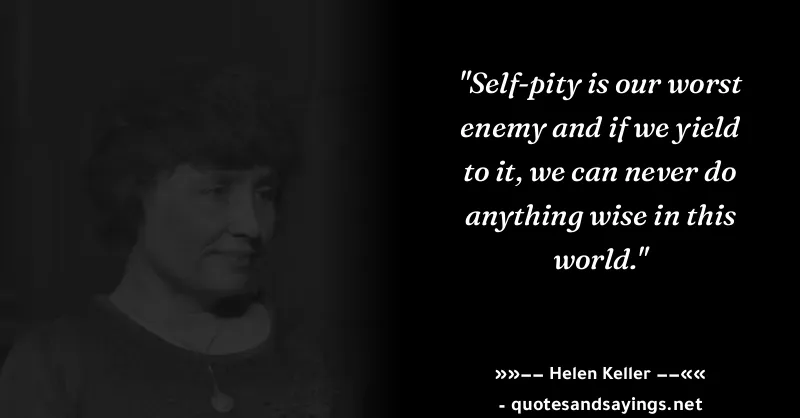 "Self-pity is our worst
enemy and if we yield
to it, we can never do
anything wise in this
world."
»»−− Helen Keller −−««
- quotesandsayings.net